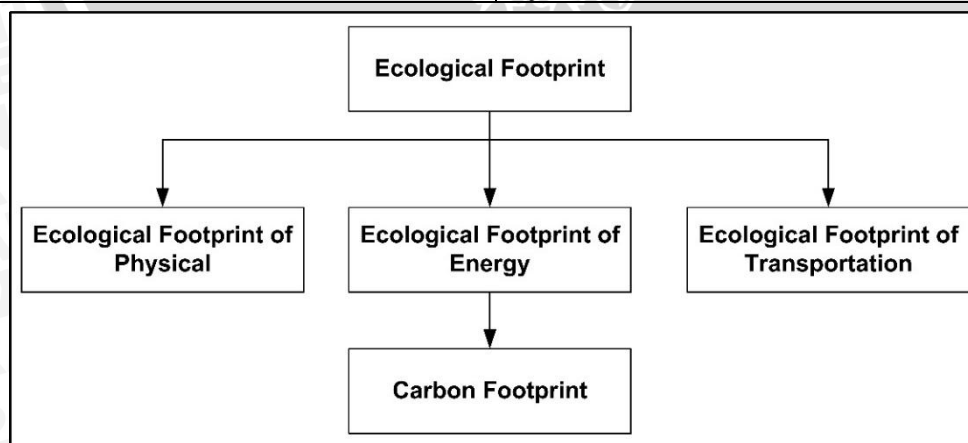 Ecological Footprint
Ecological Footprint of
Physical
Ecological Footprint of
Energy
Ecological Footprint of
Transportation
Carbon Footprint